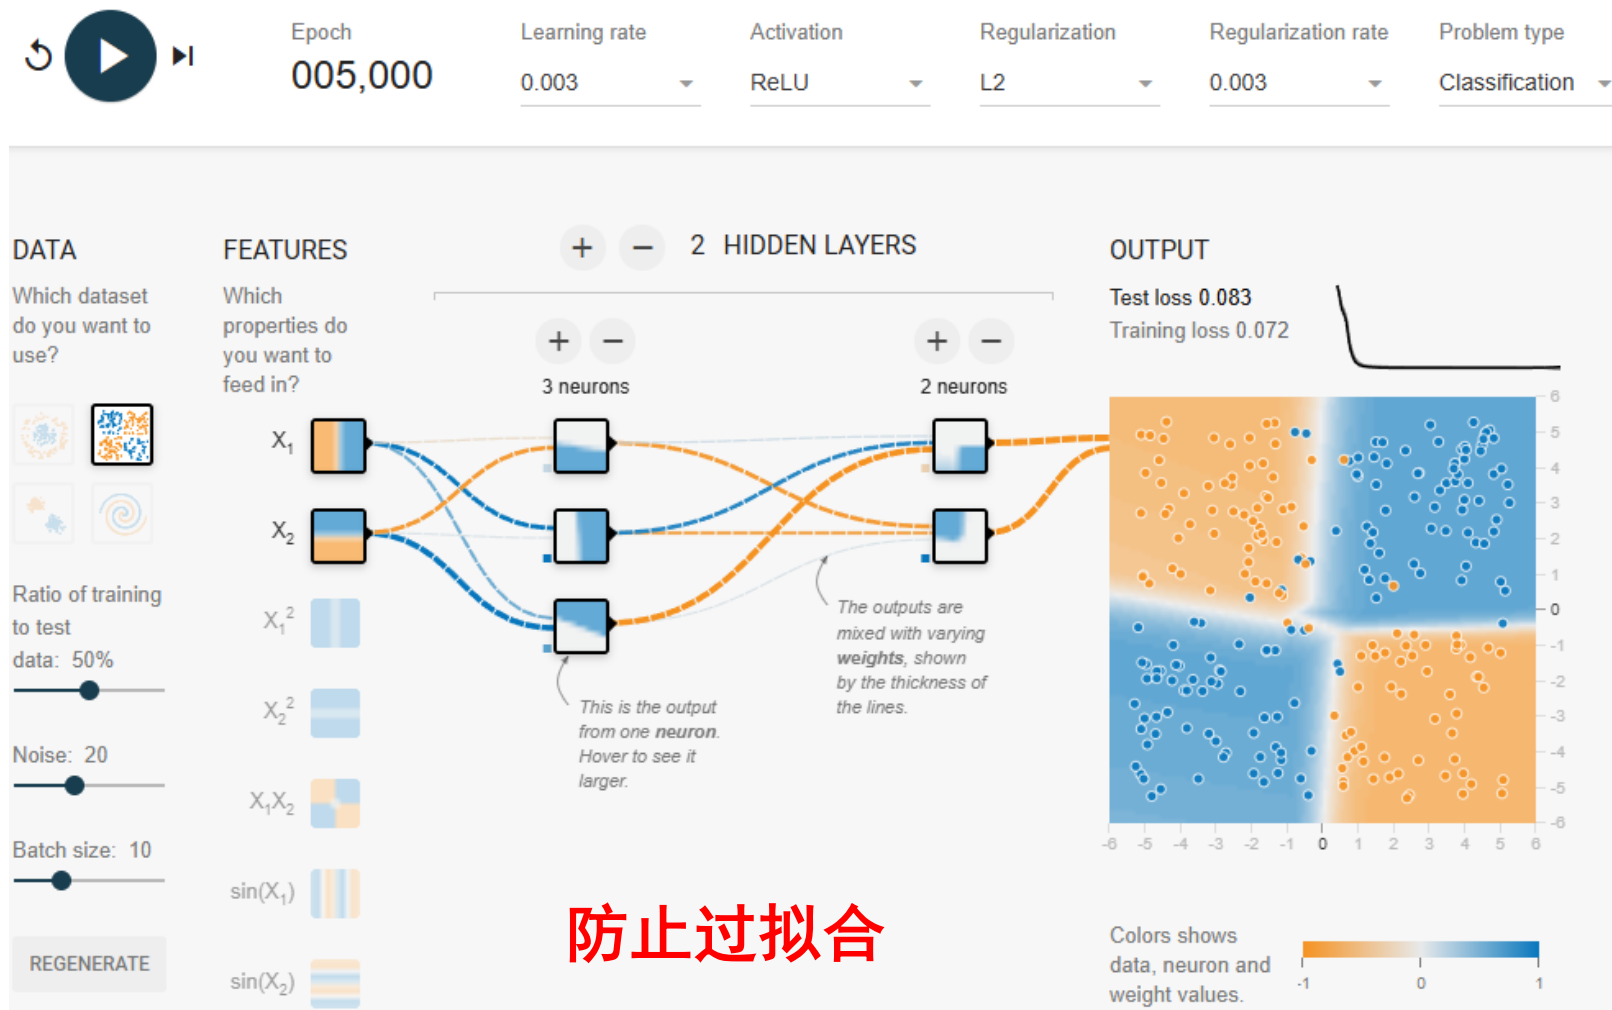 Epoch
005,000
Learning rate
0.003
Activation
ReLU
Regularization
L2
Regularization rate
0.003
Problem type
Classification
DATA
Which dataset
do you want to
use?
Ratio of training
to test
data: 50%
Noise: 20
Batch size: 10
REGENERATE
FEATURES
Which
properties do
you want to
feed in?
X1
X2
X1²
X2²
X1X2
sin(X1)
sin(X2)
+ − 2 HIDDEN LAYERS
+ −
3 neurons
+ −
2 neurons
This is the output
from one neuron.
Hover to see it
larger.
The outputs are
mixed with varying
weights, shown
by the thickness of
the lines.
防止过拟合
OUTPUT
Test loss 0.083
Training loss 0.072
6
5
4
3
2
1
0
-1
-2
-3
-4
-5
-6
-6 -5 -4 -3 -2 -1 0 1 2 3 4 5 6
Colors shows
data, neuron and
weight values.
-1 0 1